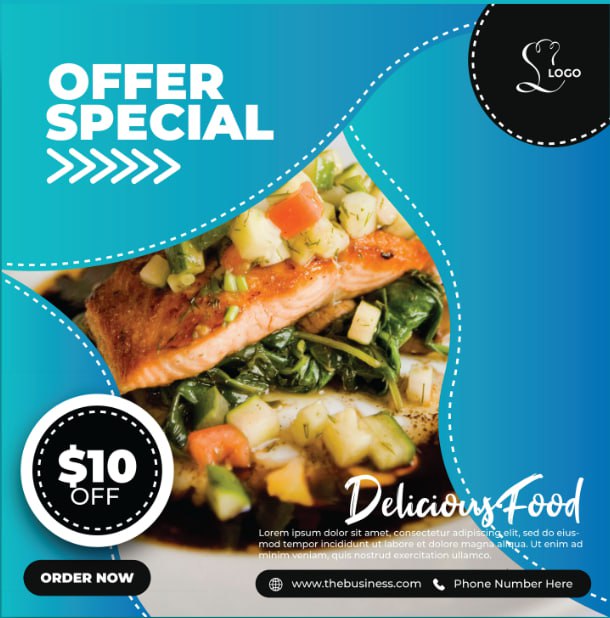 OFFER
SPECIAL
LOGO
$10
OFF
ORDER NOW
Delicious Food
Lorem ipsum dolor sit amet, consectetur adipiscing elit, sed do eius-
mod tempor incididunt ut labore et dolore magna aliqua. Ut enim ad
minim veniam, quis nostrud exercitation ullamco.
www.thebusiness.com Phone Number Here